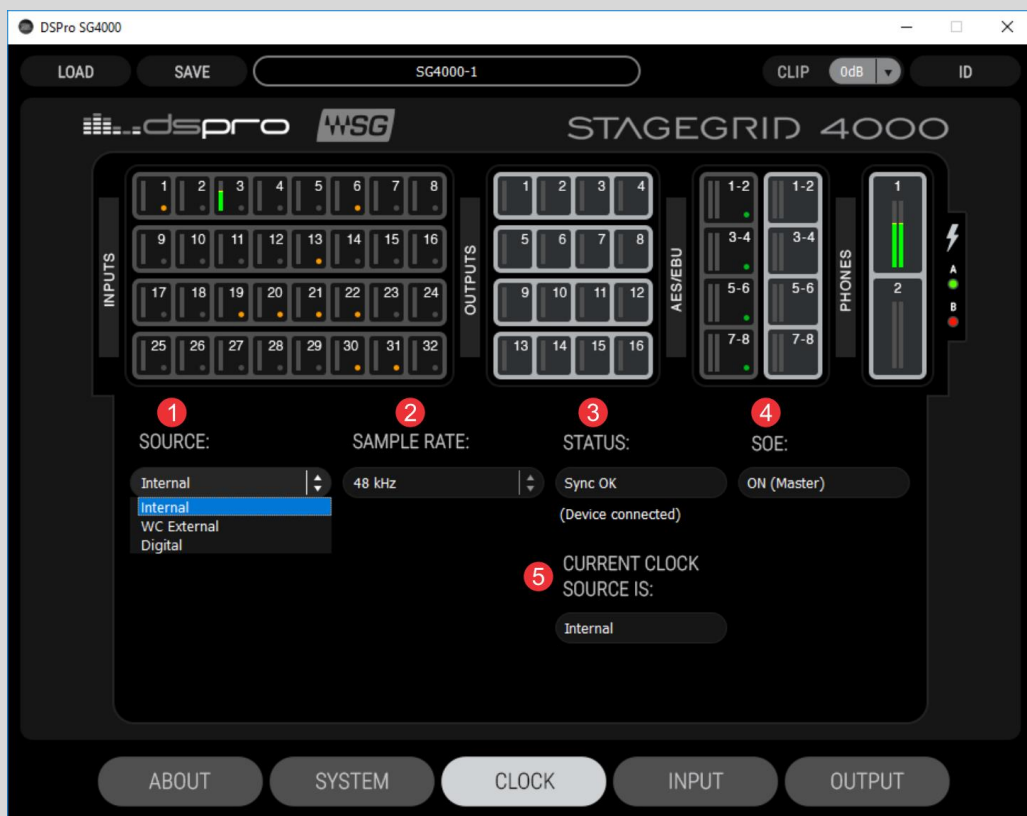 DSPro SG4000
LOAD SAVE SG4000-1 CLIP 0dB ID
dspro WSG STAGEGRID 4000
INPUTS
1 2 3 4 5 6 7 8
9 10 11 12 13 14 15 16
17 18 19 20 21 22 23 24
25 26 27 28 29 30 31 32
OUTPUTS
1 2 3 4
5 6 7 8
9 10 11 12
13 14 15 16
AES/EBU
1-2 1-2
3-4 3-4
5-6 5-6
7-8 7-8
PHONES
1
2
A
B
1 2 3 4
SOURCE: SAMPLE RATE: STATUS: SOE:
Internal 48 kHz Sync OK ON (Master)
Internal
WC External
Digital
(Device connected)
5 CURRENT CLOCK
SOURCE IS:
Internal
ABOUT SYSTEM CLOCK INPUT OUTPUT